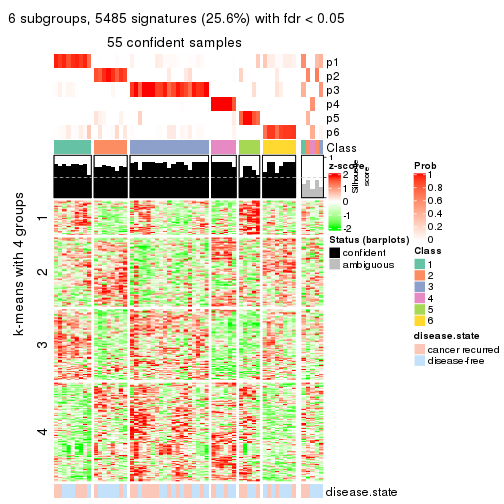 6 subgroups, 5485 signatures (25.6%) with fdr < 0.05
55 confident samples
p1
p2
p3
p4
p5
p6
Class
1
Silhouette
score
k-means with 4 groups
1
2
3
4
disease.state
z-score
2
1
0
-1
-2
Status (barplots)
confident
ambiguous
Prob
1
0.8
0.6
0.4
0.2
0
Class
1
2
3
4
5
6
disease.state
cancer recurred
disease-free